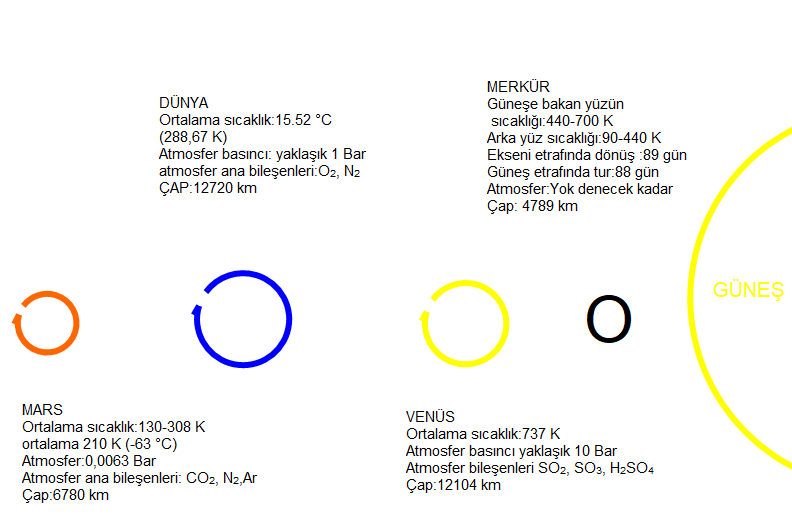 DÜNYA
Ortalama sıcaklık:15.52 °C
(288,67 K)
Atmosfer basıncı: yaklaşık 1 Bar
atmosfer ana bileşenleri:O₂, N₂
ÇAP:12720 km
MERKÜR
Güneşe bakan yüzün
sıcaklığı:440-700 K
Arka yüz sıcaklığı:90-440 K
Ekseni etrafında dönüş :89 gün
Güneş etrafında tur:88 gün
Atmosfer:Yok denecek kadar
Çap: 4789 km
GÜNEŞ
MARS
Ortalama sıcaklık:130-308 K
ortalama 210 K (-63 °C)
Atmosfer:0,0063 Bar
Atmosfer ana bileşenleri: CO₂, N₂,Ar
Çap:6780 km
VENÜS
Ortalama sıcaklık:737 K
Atmosfer basıncı yaklaşık 10 Bar
Atmosfer bileşenleri SO₂, SO₃, H₂SO₄
Çap:12104 km